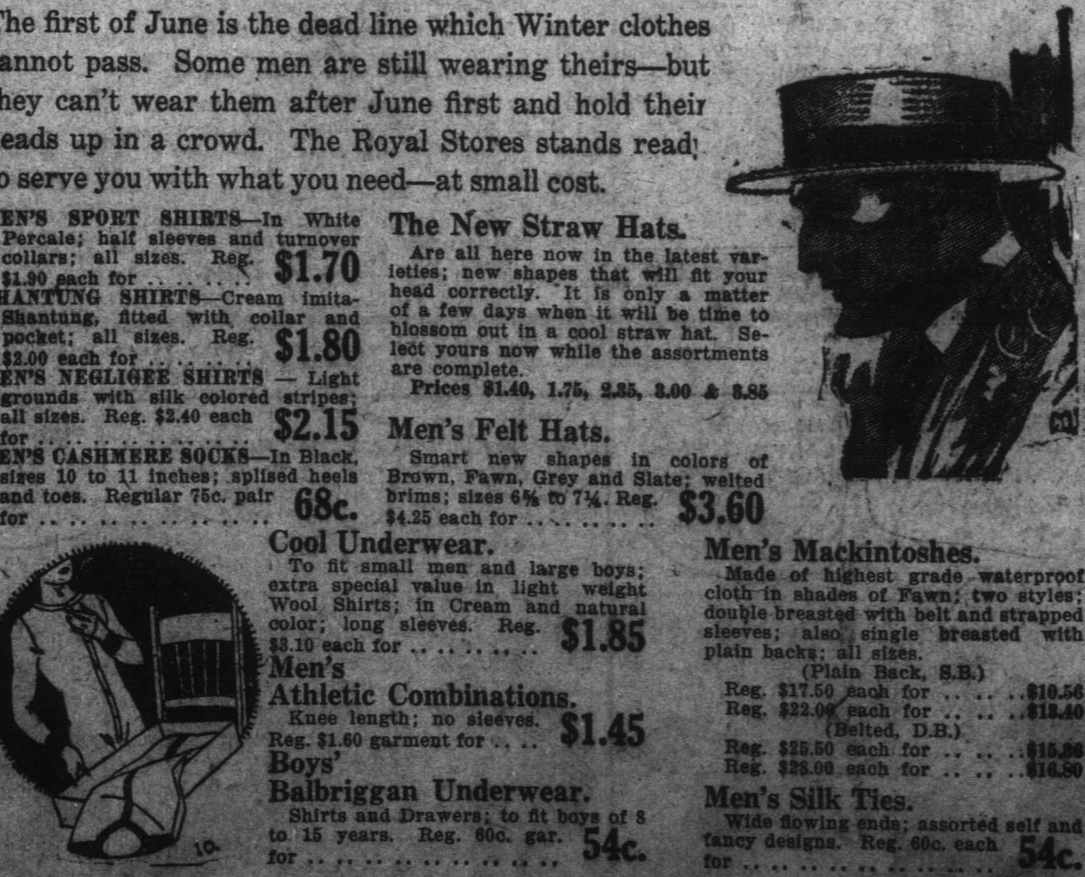 The first of June is the dead line which Winter clothes
cannot pass. Some men are still wearing theirs—but
they can't wear them after June first and hold their
heads up in a crowd. The Royal Stores stands ready
to serve you with what you need—at small cost.
MEN'S SPORT SHIRTS—In White
Percale; half sleeves and turnover
collars; all sizes. Reg.
$1.90 each for .. .. .. .. $1.70
SHANTUNG SHIRTS—Cream imita-
Shantung, fitted with collar and
pocket; all sizes. Reg.
$2.00 each for .. .. .. .. $1.80
MEN'S NEGLIGEE SHIRTS — Light
grounds with silk colored stripes;
all sizes. Reg. $2.40 each
for .. .. .. .. .. .. .. $2.15
MEN'S CASHMERE SOCKS—In Black,
sizes 10 to 11 inches; splised heels
and toes. Regular 75c. pair
for .. .. .. .. .. .. .. 68c.
The New Straw Hats.
Are all here now in the latest var-
ieties; new shapes that will fit your
head correctly. It is only a matter
of a few days when it will be time to
blossom out in a cool straw hat. Se-
lect yours now while the assortments
are complete.
Prices $1.40, 1.75, 2.35, 3.00 & 3.85
Men's Felt Hats.
Smart new shapes in colors of
Brown, Fawn, Grey and Slate; welted
brims; sizes to 7¼. Reg.
$4.25 each for .. .. .. .. $3.60
Cool Underwear.
To fit small men and large boys;
extra special value in light weight
Wool Shirts; in Cream and natural
color; long sleeves. Reg.
$3.10 each for .. .. .. .. $1.85
Men's
Athletic Combinations.
Knee length; no sleeves.
Reg. $1.60 garment for .. .. $1.45
Boys'
Balbriggan Underwear.
Shirts and Drawers; to fit boys of 8
to 15 years. Reg. 60c. gar.
for .. .. .. .. .. .. .. .. 54c.
Men's Mackintoshes.
Made of highest grade waterproof
cloth in shades of Fawn; two styles;
double breasted with belt and strapped
sleeves; also single breasted with
plain backs; all sizes.
(Plain Back, S.B.)
Reg. $17.50 each for .. .. ..
Reg. $22.00 each for .. .. ..
(Belted, D.B.)
Reg. $25.50 each for .. .. ..
Reg. $28.00 each for .. .. .. $16.80
Men's Silk Ties.
Wide flowing ends; assorted self and
fancy designs. Reg. 60c. each
for .. .. .. .. .. .. .. 54c.